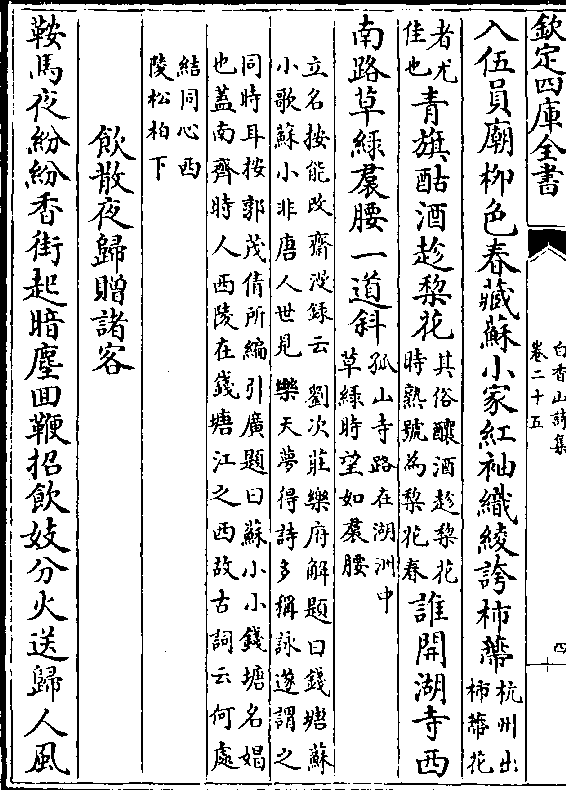 欽定四庫全書
白香山詩集
卷二十五
四
入伍員廟柳色春藏蘇小家紅袖織綾誇柿蔕杭州出
柿蔕花
者尤
佳也青旗酤酒趁梨花其俗釀酒趁梨花
時熟號為梨花春誰開湖寺西
南路草綠裠腰一道斜孤山寺路在湖洲中
草綠時望如裠腰
立名按能改齋漫録云劉次莊樂府解題曰錢塘蘇
小歌蘇小非唐人世見樂天夢得詩多稱詠遂謂之
同時耳按郭茂倩所編引廣題曰蘇小小錢塘名娼
也葢南齊時人西陵在錢塘江之西故古詞云何處
結同心西
陵松柏下
飲散夜歸贈諸客
鞍馬夜紛紛香街起暗塵回鞭招飲妓分火送歸人風